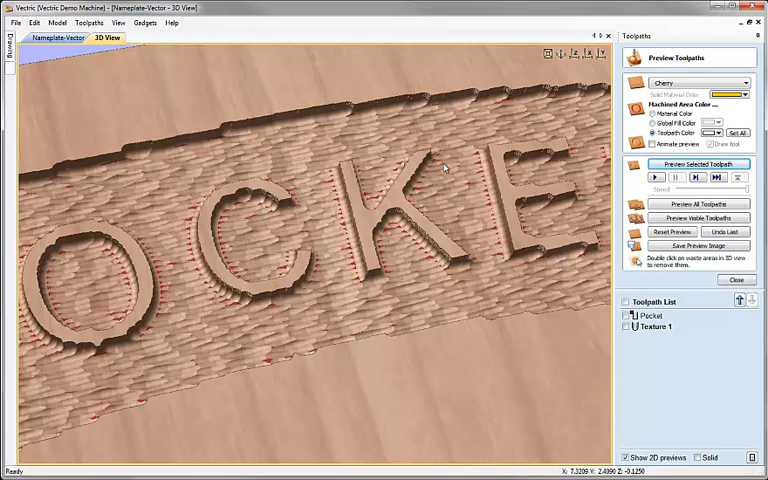 Vectric {Vectric Demo Machine} - [Nameplate-Vector - 3D View]
File Edit Model Toolpaths View Gadgets Help
Drawing
Nameplate-Vector 3D View
OCKE
Toolpaths
Preview Toolpaths
Cherry
Solid Material Color
Machined Area Color ...
Material Color
Global Fill Color
Toolpath Color Set All
Animate preview Draw tool
Preview Selected Toolpath
Speed
Preview All Toolpaths
Preview Visible Toolpaths
Reset Preview Undo Last
Save Preview Image
Double click on waste areas in 3D view
to remove them.
Close
Toolpath List
Pocket
Texture 1
Show 2D previews Solid
Ready
X: 7.3209 Y: 2.4090 Z:-0.1250